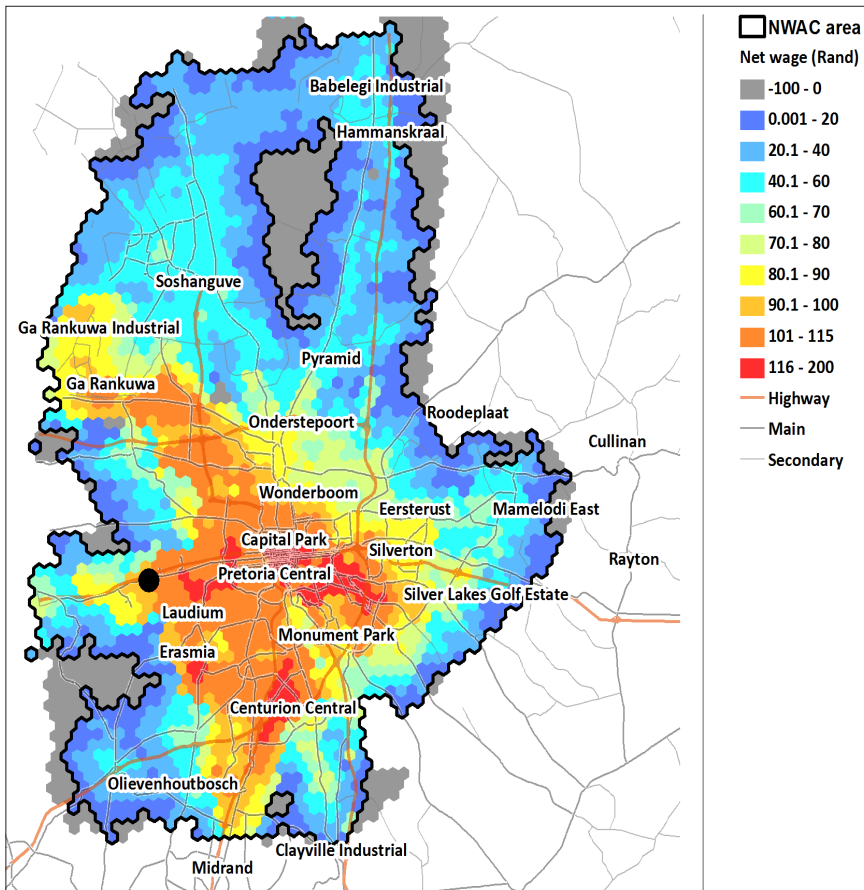 NWAC area
Net wage (Rand)
-100 - 0
0.001 - 20
20.1 - 40
40.1 - 60
60.1 - 70
70.1 - 80
80.1 - 90
90.1 - 100
101 - 115
116 - 200
Highway
Main
Secondary
Babelegi Industrial
Hammanskraal
Soshanguve
Ga Rankuwa Industrial
Pyramid
Ga Rankuwa
Roodeplaat
Onderstepoort
Cullinan
Wonderboom
Eersterust
Mamelodi East
Capital Park
Silverton
Rayton
Pretoria Central
Silver Lakes Golf Estate
Laudium
Monument Park
Erasmia
Centurion Central
Olievenhoutbosch
Clayville Industrial
Midrand